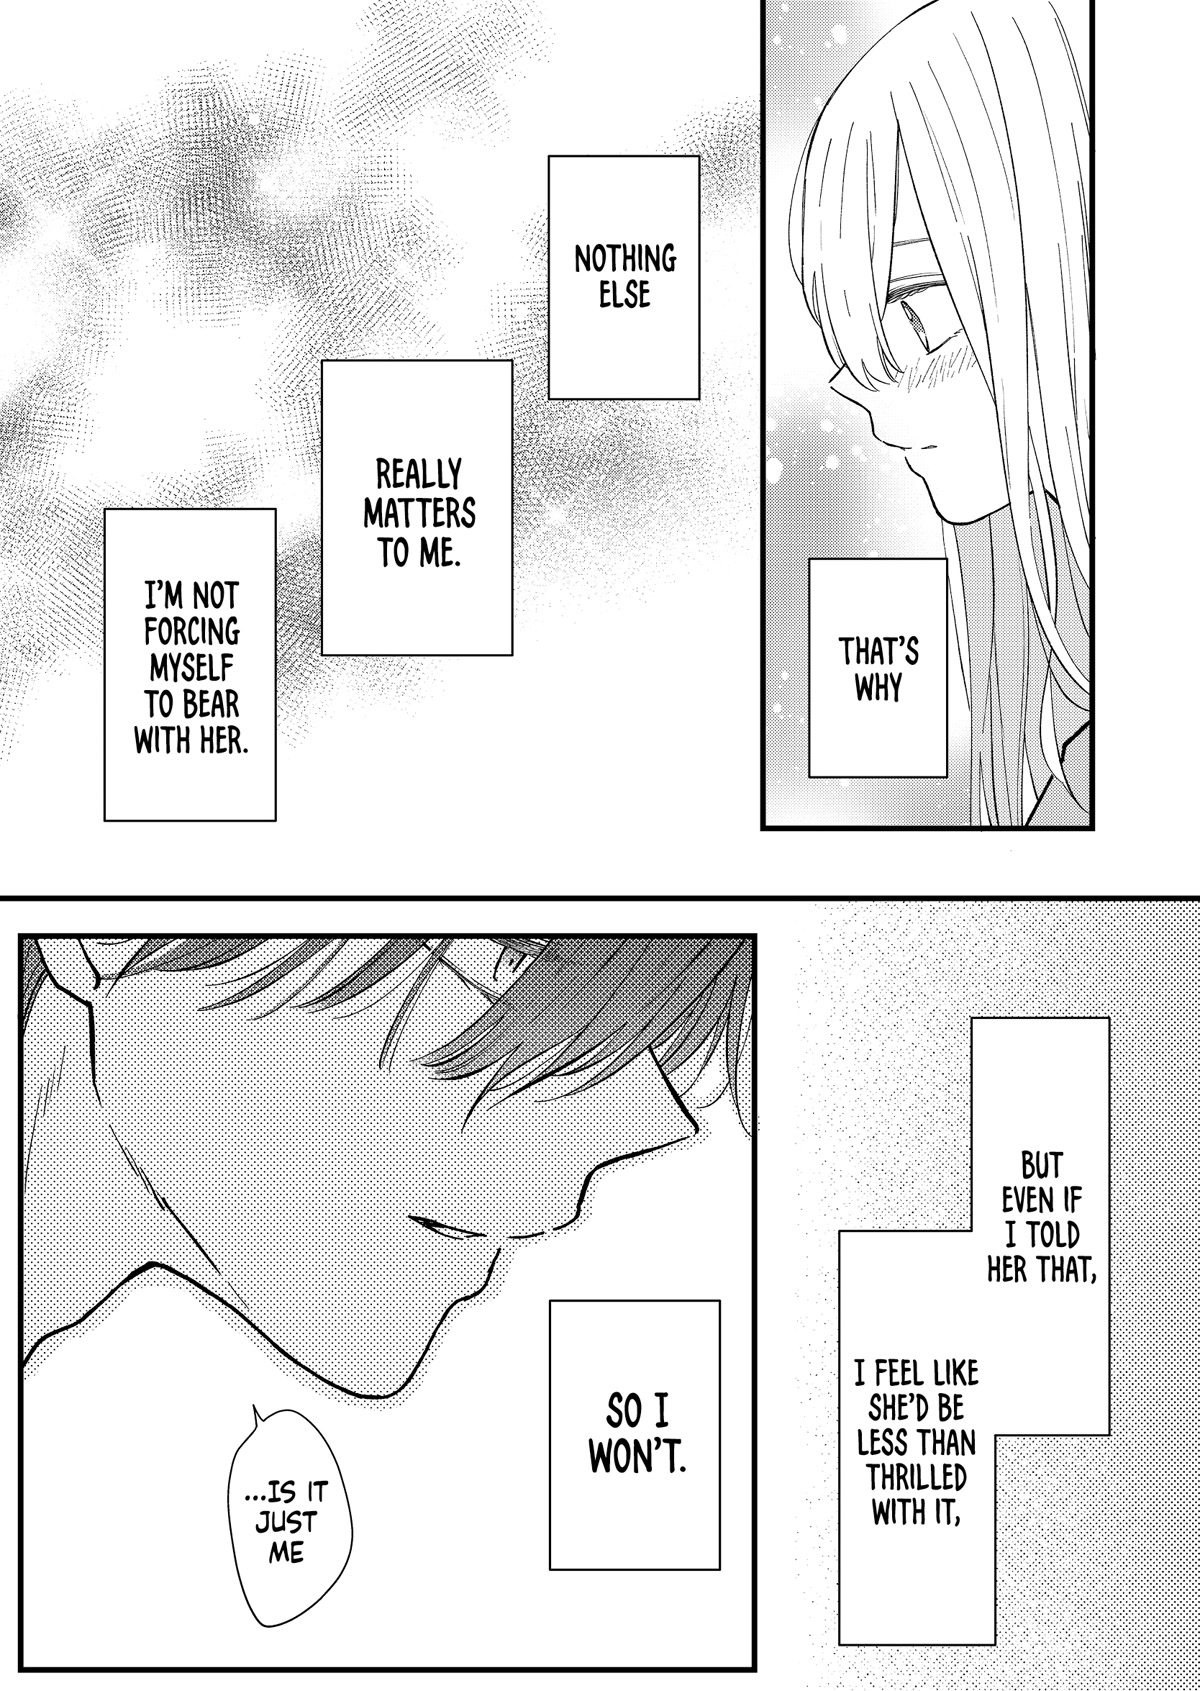 THAT'S
WHY
NOTHING
ELSE
REALLY
MATTERS
TO ME.
I'M NOT
FORCING
MYSELF
TO BEAR
WITH HER.
BUT
EVEN IF
I TOLD
HER THAT,
I FEEL LIKE
SHE'D BE
LESS THAN
THRILLED
WITH IT,
SO I
WON'T.
...IS IT
JUST
ME